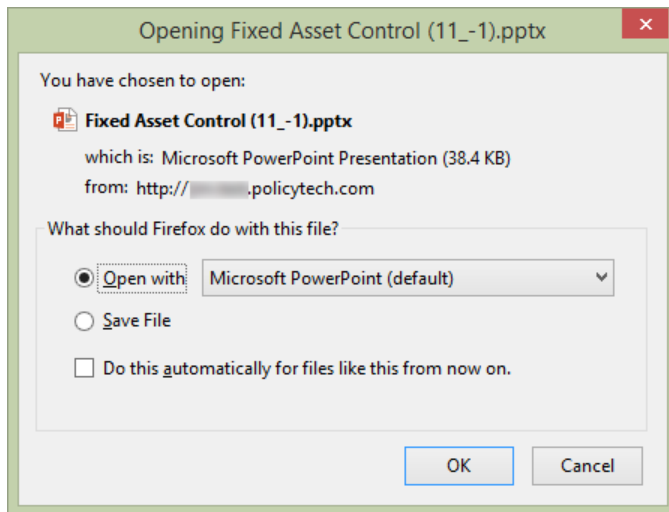 Opening Fixed Asset Control (11_-1).pptx
You have chosen to open:
Fixed Asset Control (11_-1).pptx
which is: Microsoft PowerPoint Presentation (38.4 KB)
from: http:// .policytech.com
What should Firefox do with this file?
Open with Microsoft PowerPoint (default)
Save File
Do this automatically for files like this from now on.
OK Cancel